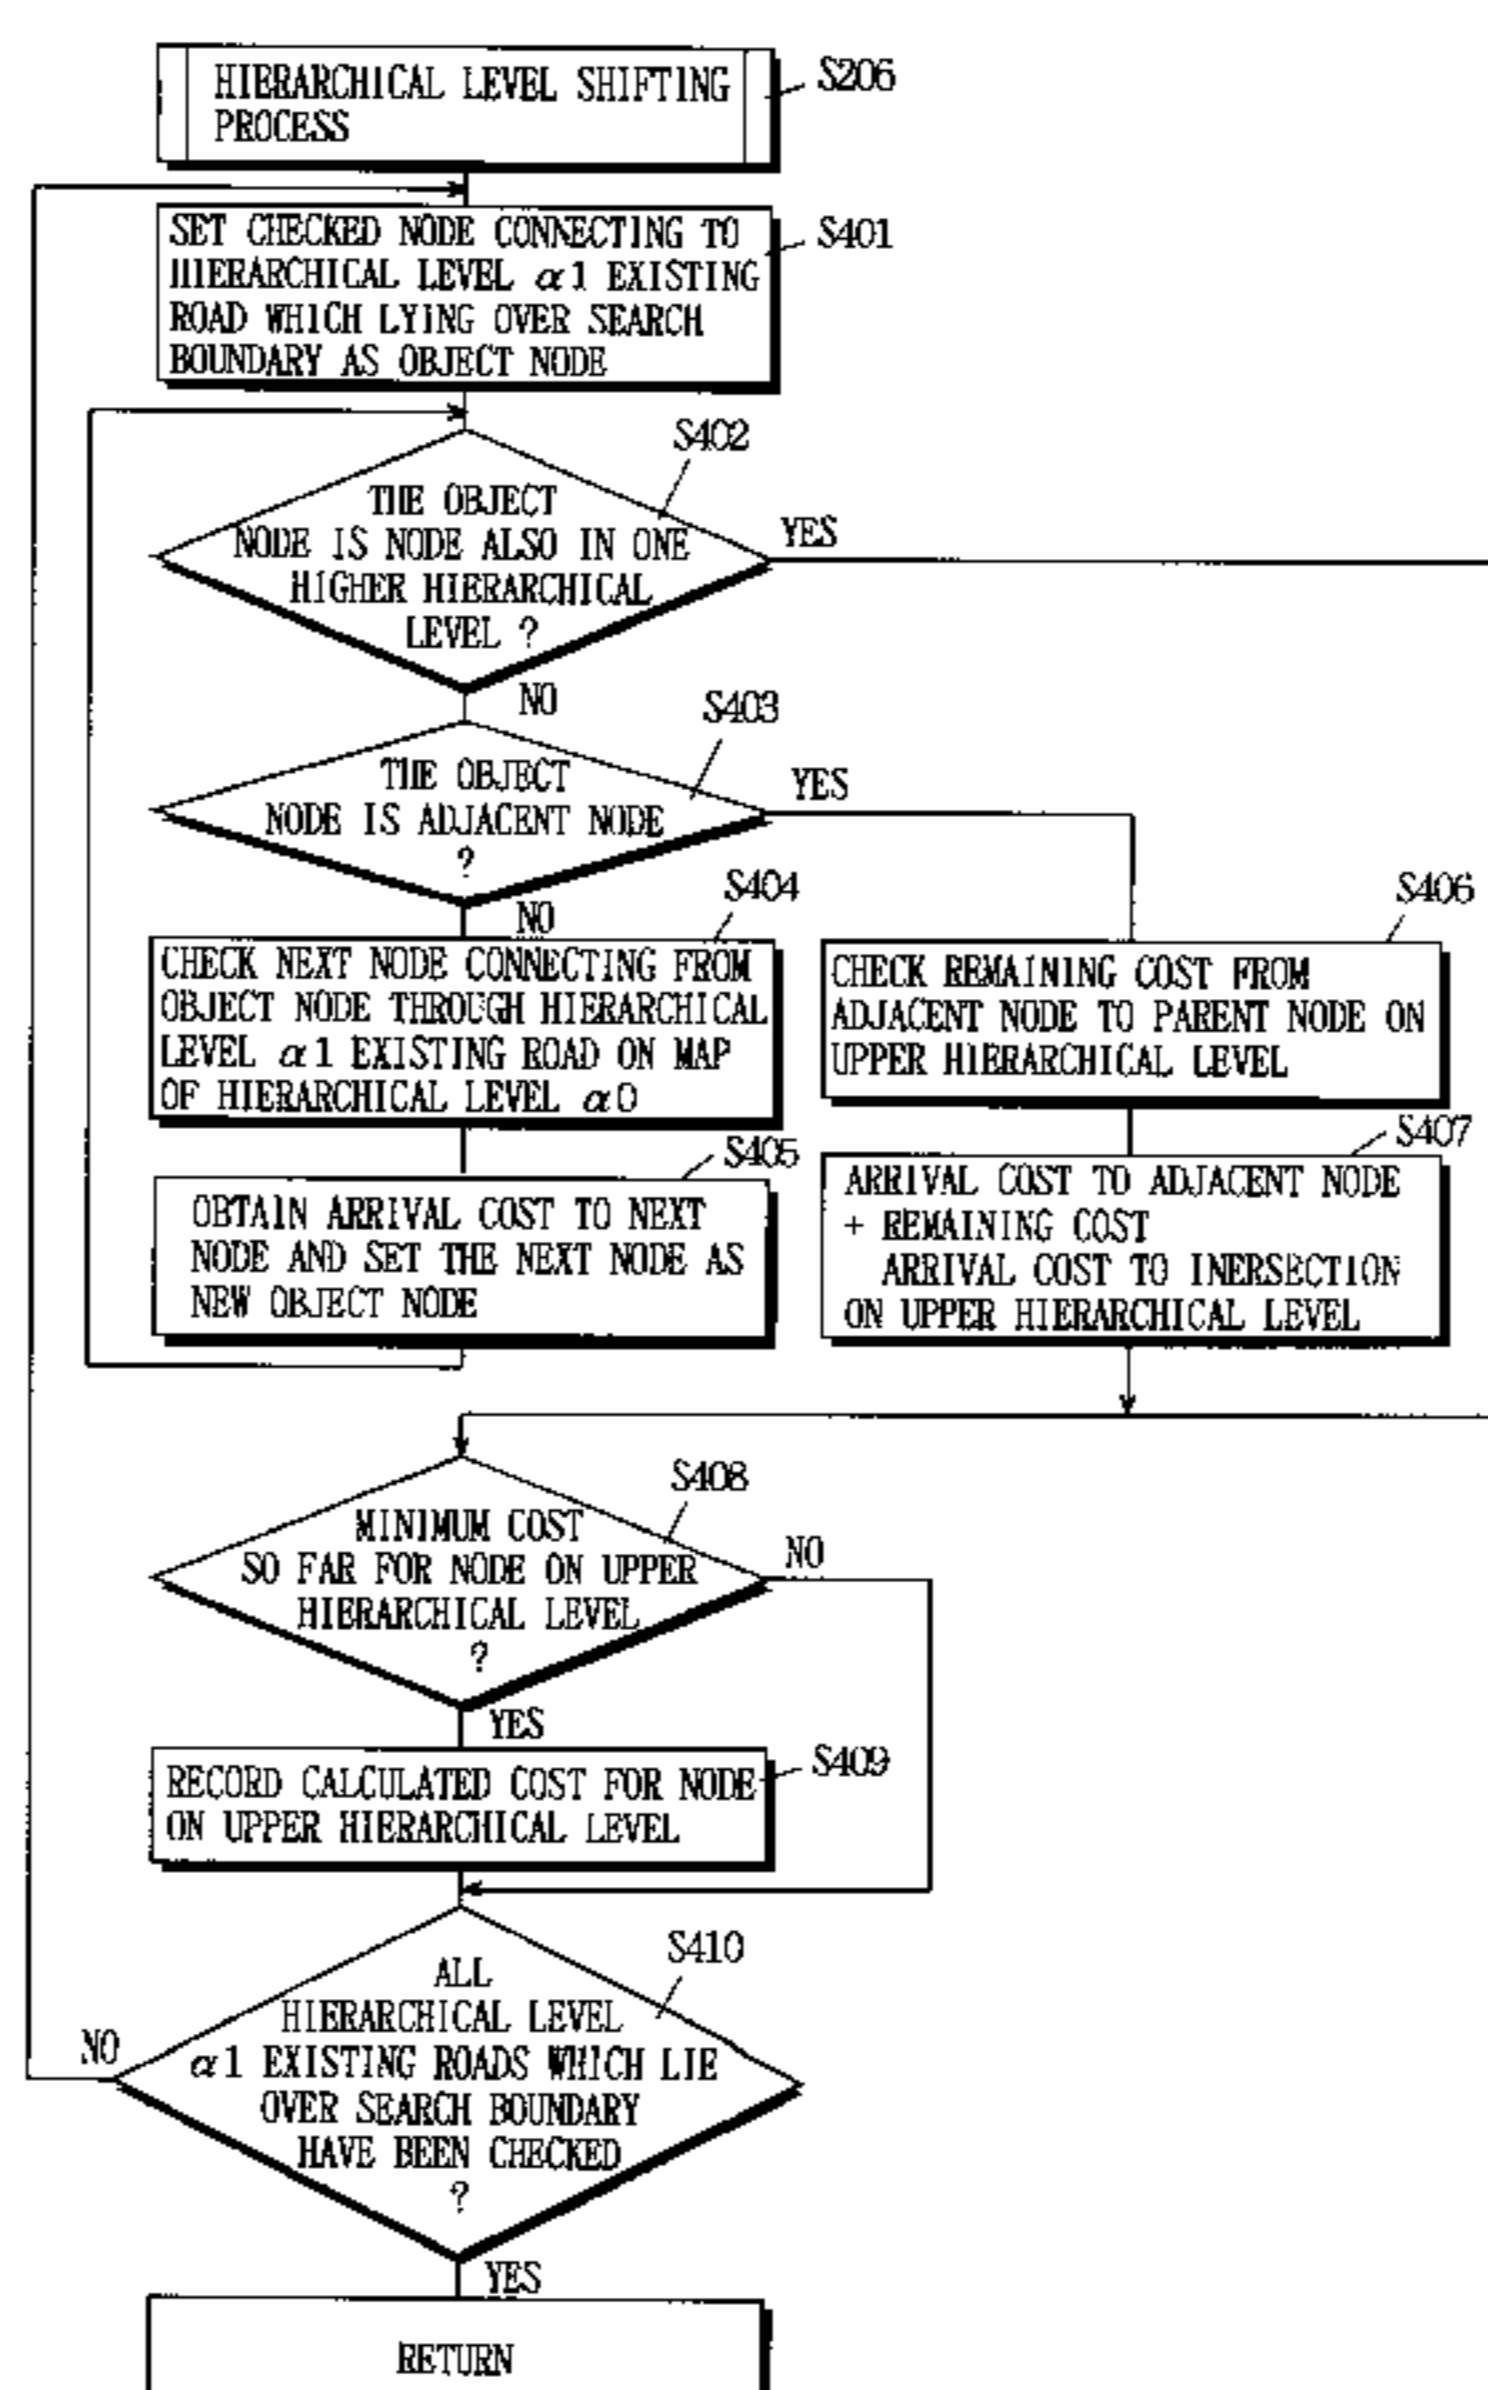 HIERARCHICAL LEVEL SHIFTING
PROCESS
S206
SET CHECKED NODE CONNECTING TO
HIERARCHICAL LEVEL α1 EXISTING
ROAD WHICH LYING OVER SEARCH
BOUNDARY AS OBJECT NODE
S401
S402
THE OBJECT
NODE IS NODE ALSO IN ONE
HIGHER HIERARCHICAL
LEVEL ?
YES
NO
S403
THE OBJECT
NODE IS ADJACENT NODE
?
YES
NO
S404
CHECK NEXT NODE CONNECTING FROM
OBJECT NODE THROUGH HIERARCHICAL
LEVEL α1 EXISTING ROAD ON MAP
OF HIERARCHICAL LEVEL α0
S405
OBTAIN ARRIVAL COST TO NEXT
NODE AND SET THE NEXT NODE AS
NEW OBJECT NODE
S406
CHECK REMAINING COST FROM
ADJACENT NODE TO PARENT NODE ON
UPPER HIERARCHICAL LEVEL
S407
ARRIVAL COST TO ADJACENT NODE
+ REMAINING COST
ARRIVAL COST TO INERSECTION
ON UPPER HIERARCHICAL LEVEL
S408
MINIMUM COST
SO FAR FOR NODE ON UPPER
HIERARCHICAL LEVEL
?
NO
YES
RECORD CALCULATED COST FOR NODE
ON UPPER HIERARCHICAL LEVEL
S409
S410
ALL
HIERARCHICAL LEVEL
α1 EXISTING ROADS WHICH LIE
OVER SEARCH BOUNDARY
HAVE BEEN CHECKED
?
NO
YES
RETURN